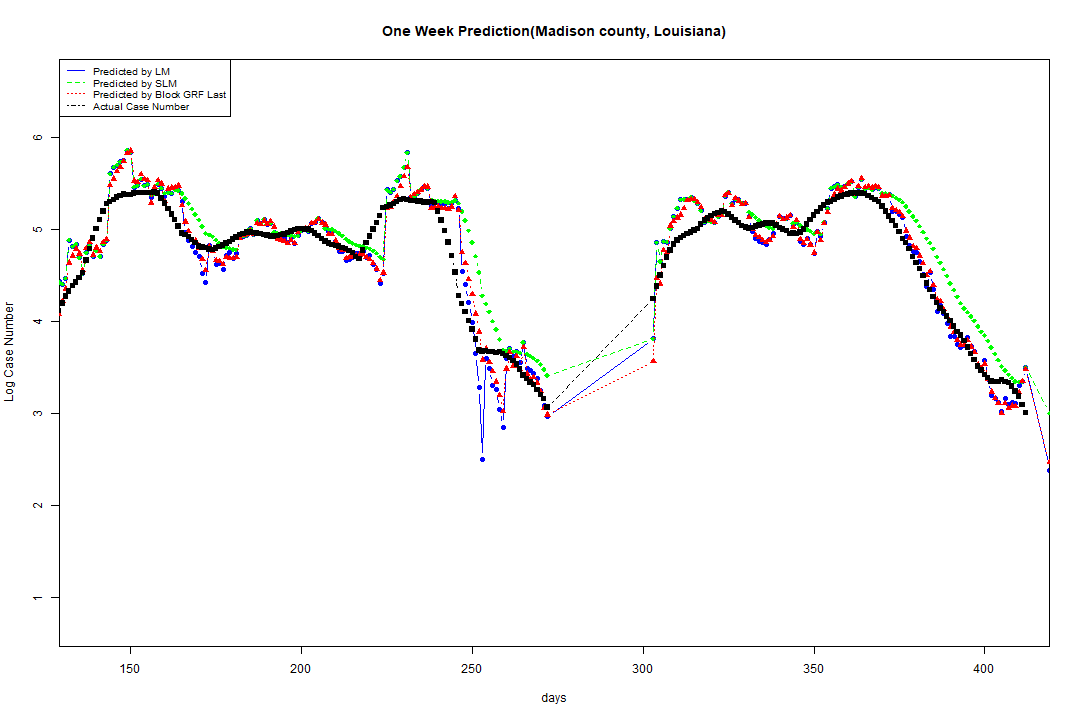 One Week Prediction(Madison county, Louisiana)
Predicted by LM
Predicted by SLM
Predicted by Block GRF Last
Actual Case Number
Log Case Number
6
5
4
3
2
1
150 200 250 300 350 400
days